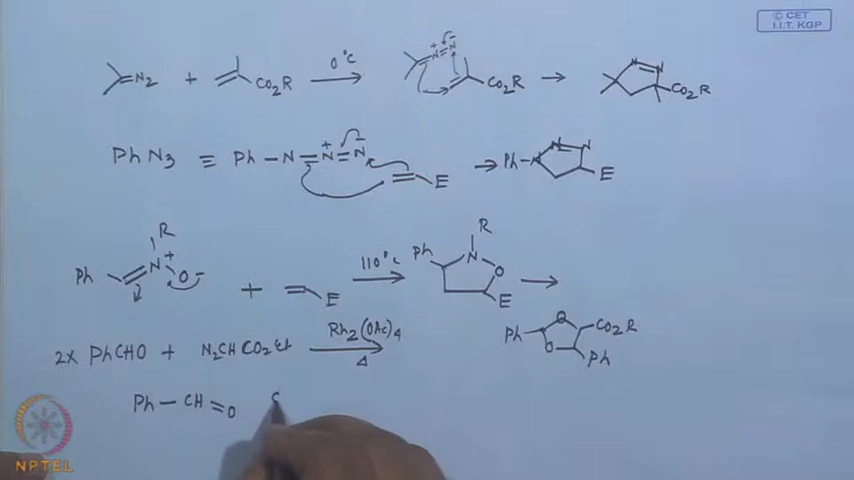 © CET
I.I.T. KGP
N2 + CO2R 0°C N N CO2R N N CO2R
PhN3 ≡ Ph - N = N ≡ N E Ph - N N N E
Ph N R O + E 110°C Ph N R O E
2x PhCHO + N2CHCO2Et Rh2(OAc)4 Δ Ph O O CO2R Ph
Ph - CH = O
NPTEL